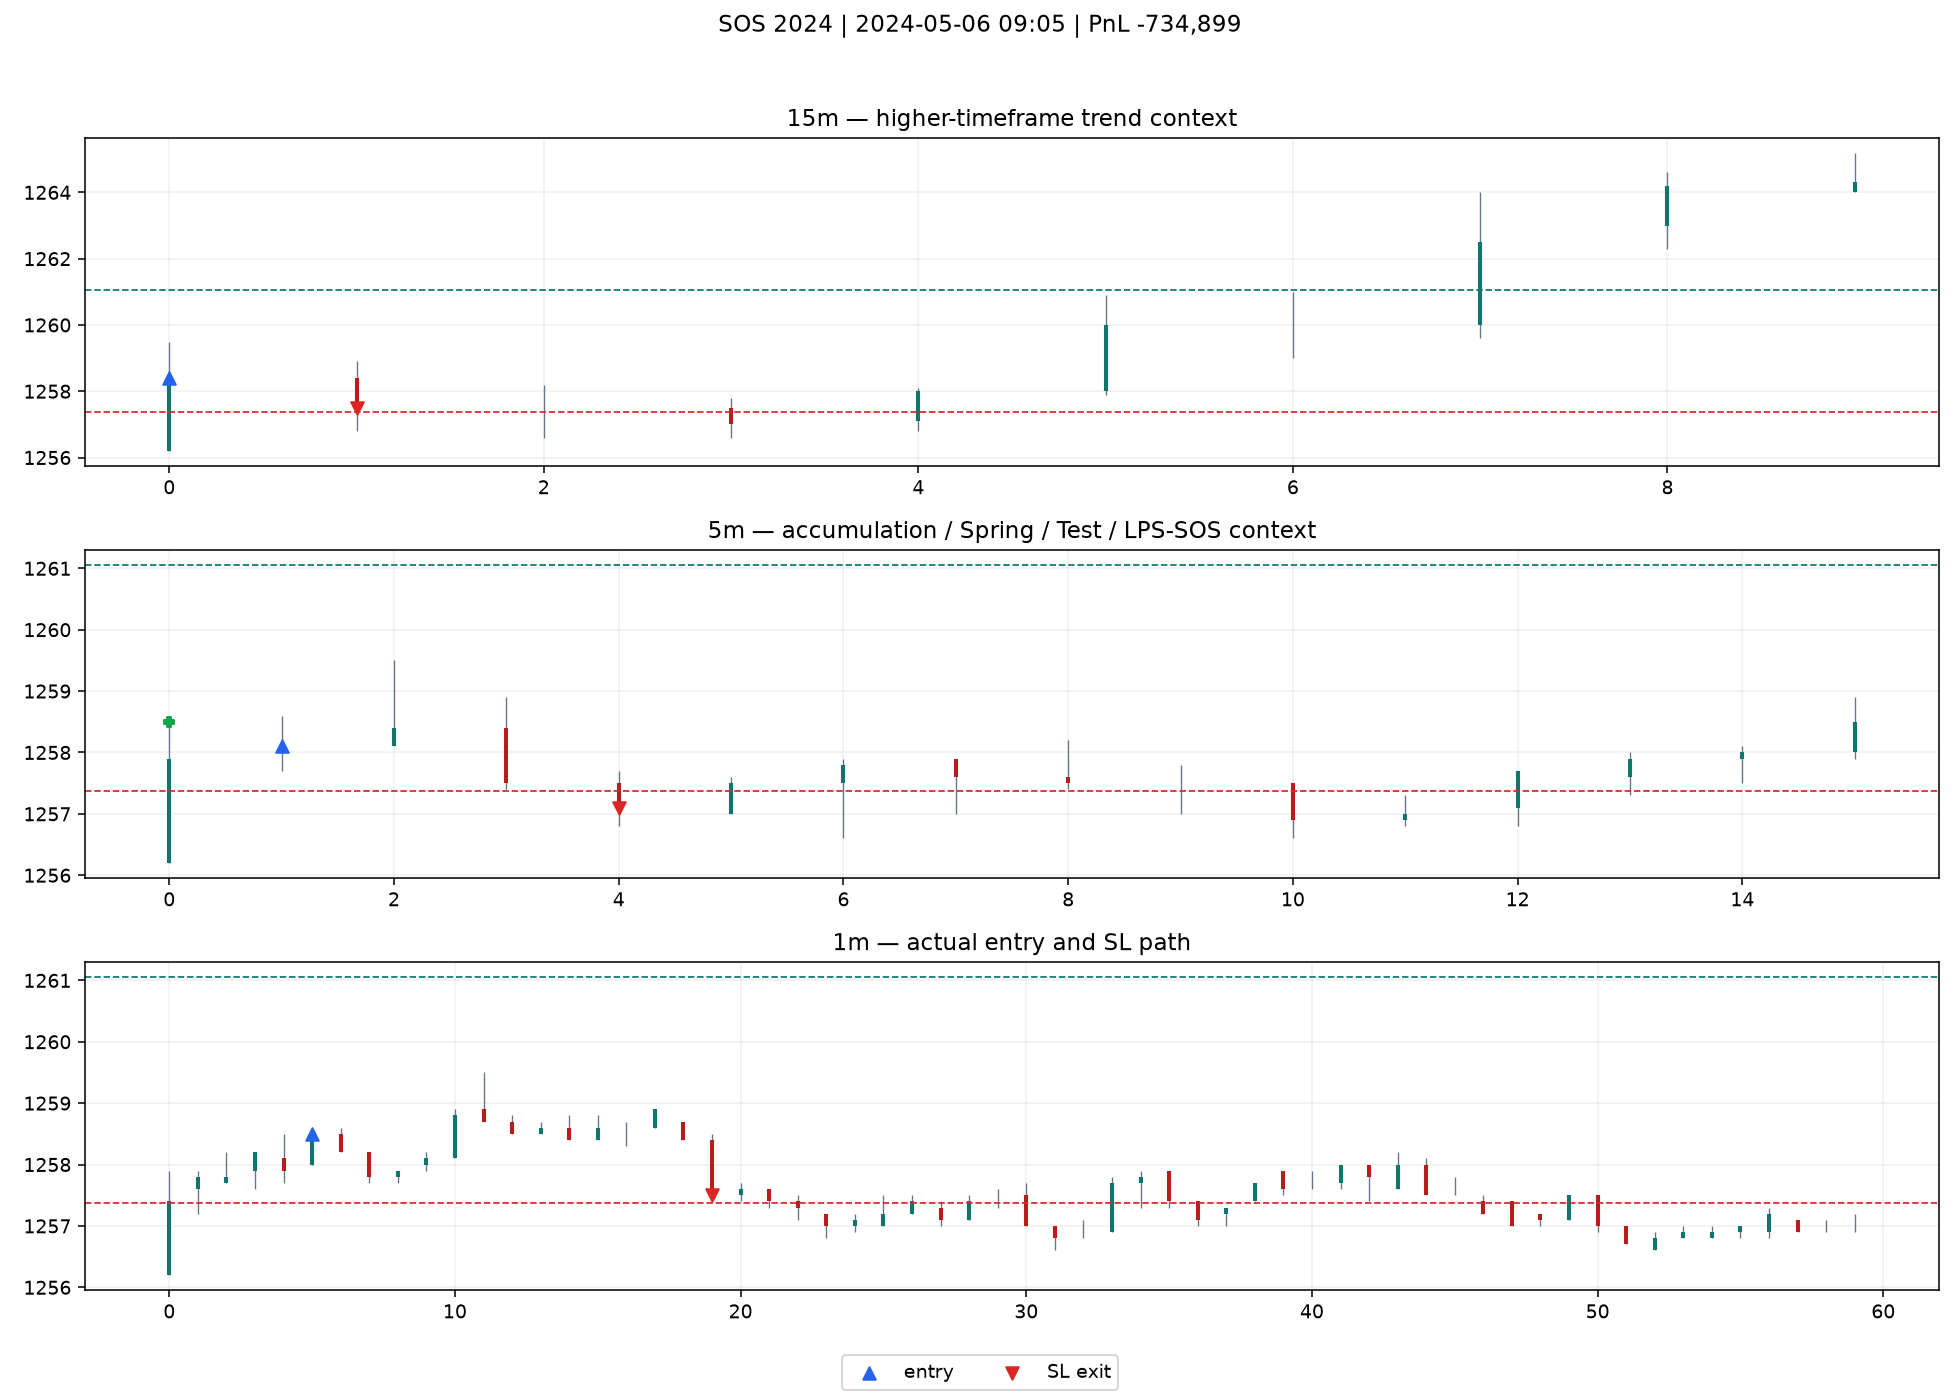 SOS 2024 | 2024-05-06 09:05 | PnL -734,899
15m — higher-timeframe trend context
1264
1262
1260
1258
1256
0 2 4 6 8
5m — accumulation / Spring / Test / LPS-SOS context
1261
1260
1259
1258
1257
1256
0 2 4 6 8 10 12 14
1m — actual entry and SL path
1261
1260
1259
1258
1257
1256
0 10 20 30 40 50 60
entry SL exit